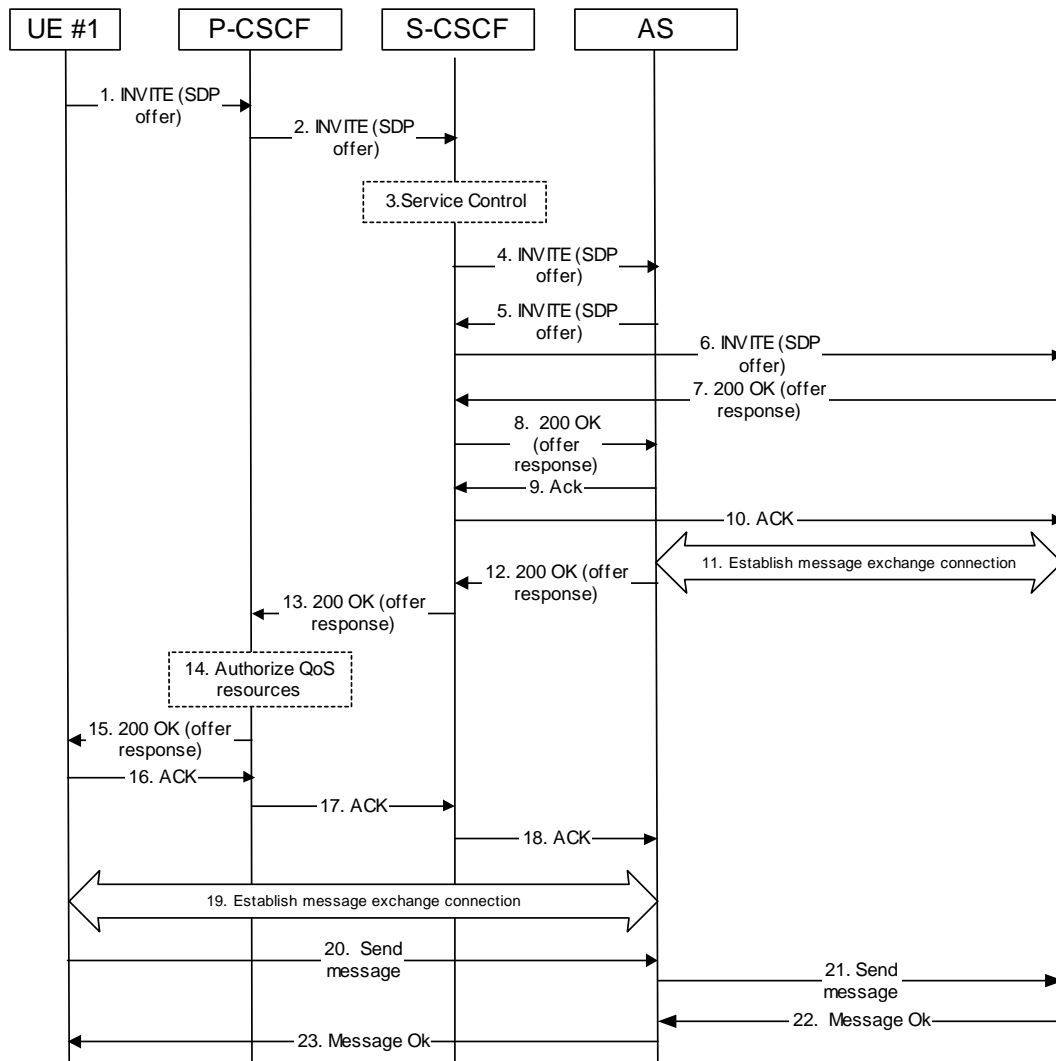 UE #1
P-CSCF
S-CSCF
AS
1. INVITE (SDP
offer)
2. INVITE (SDP
offer)
3.Service Control
4. INVITE (SDP
offer)
5. INVITE (SDP
offer)
6. INVITE (SDP
offer)
7. 200 OK (offer
response)
8. 200 OK
(offer
response)
9. Ack
10. ACK
11. Establish message exchange connection
12. 200 OK (offer
response)
13. 200 OK (offer
response)
14. Authorize QoS
resources
15. 200 OK (offer
response)
16. ACK
17. ACK
18. ACK
19. Establish message exchange connection
20. Send
message
21. Send
message
22. Message Ok
23. Message Ok